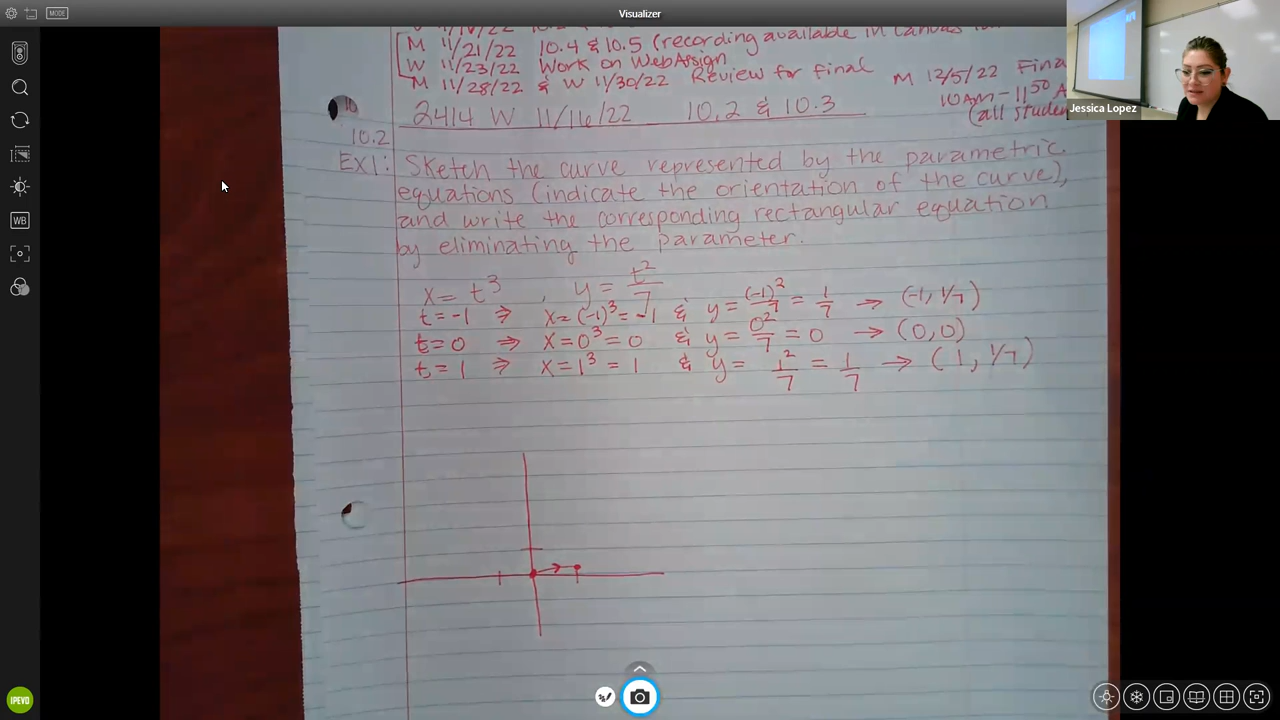 MODE
Visualizer
M 11/21/22 10.4 & 10.5 (recording available in Canvas
W 11/23/22 Work on WebAssign
M 11/28/22 & W 11/30/22 Review for final
M 12/5/22 Fina
10AM-11:50 A
(all studen
Jessica Lopez
2414 W 11/16/22 10.2 & 10.3
10.2
EX1: Sketch the curve represented by the parametric
equations (indicate the orientation of the curve),
and write the corresponding rectangular equation
by eliminating the parameter.
x = t³ , y = t²/7
t = -1 ⇒ x = (-1)³ = -1 & y = (-1)²/7 = 1/7 → (-1, 1/7)
t = 0 ⇒ x = 0³ = 0 & y = 0²/7 = 0 → (0,0)
t = 1 ⇒ x = 1³ = 1 & y = 1²/7 = 1/7 → (1, 1/7)
WB
IPEVO